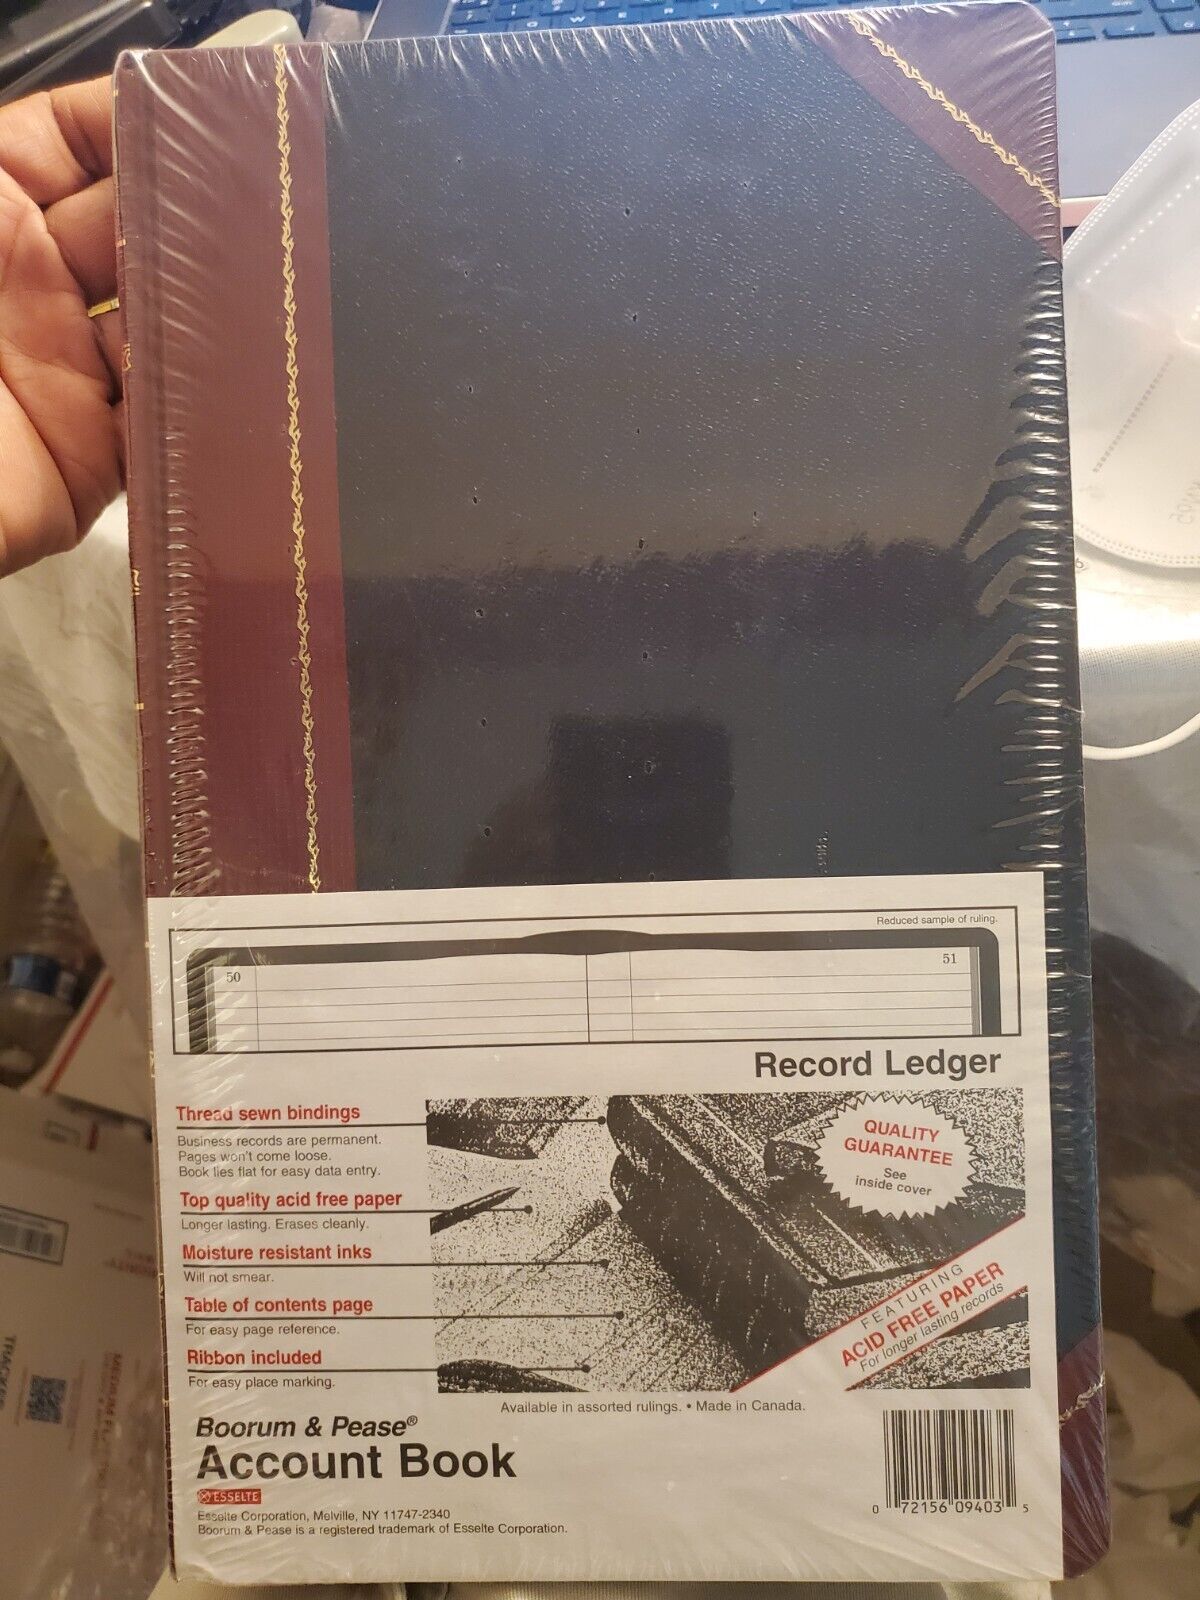 Reduced sample of ruling.
50
51
Record Ledger
Thread sewn bindings
Business records are permanent.
Pages won't come loose.
Book lies flat for easy data entry.
Top quality acid free paper
Longer lasting. Erases cleanly.
Moisture resistant inks
Will not smear.
Table of contents page
For easy page reference.
Ribbon included
For easy place marking.
QUALITY
GUARANTEE
See
inside cover
FEATURING
ACID FREE PAPER
For longer lasting records
Available in assorted rulings. • Made in Canada.
Boorum & Pease®
Account Book
ESSELTE
Esselte Corporation, Melville, NY 11747-2340
Boorum & Pease is a registered trademark of Esselte Corporation.
0 72156 09403 5